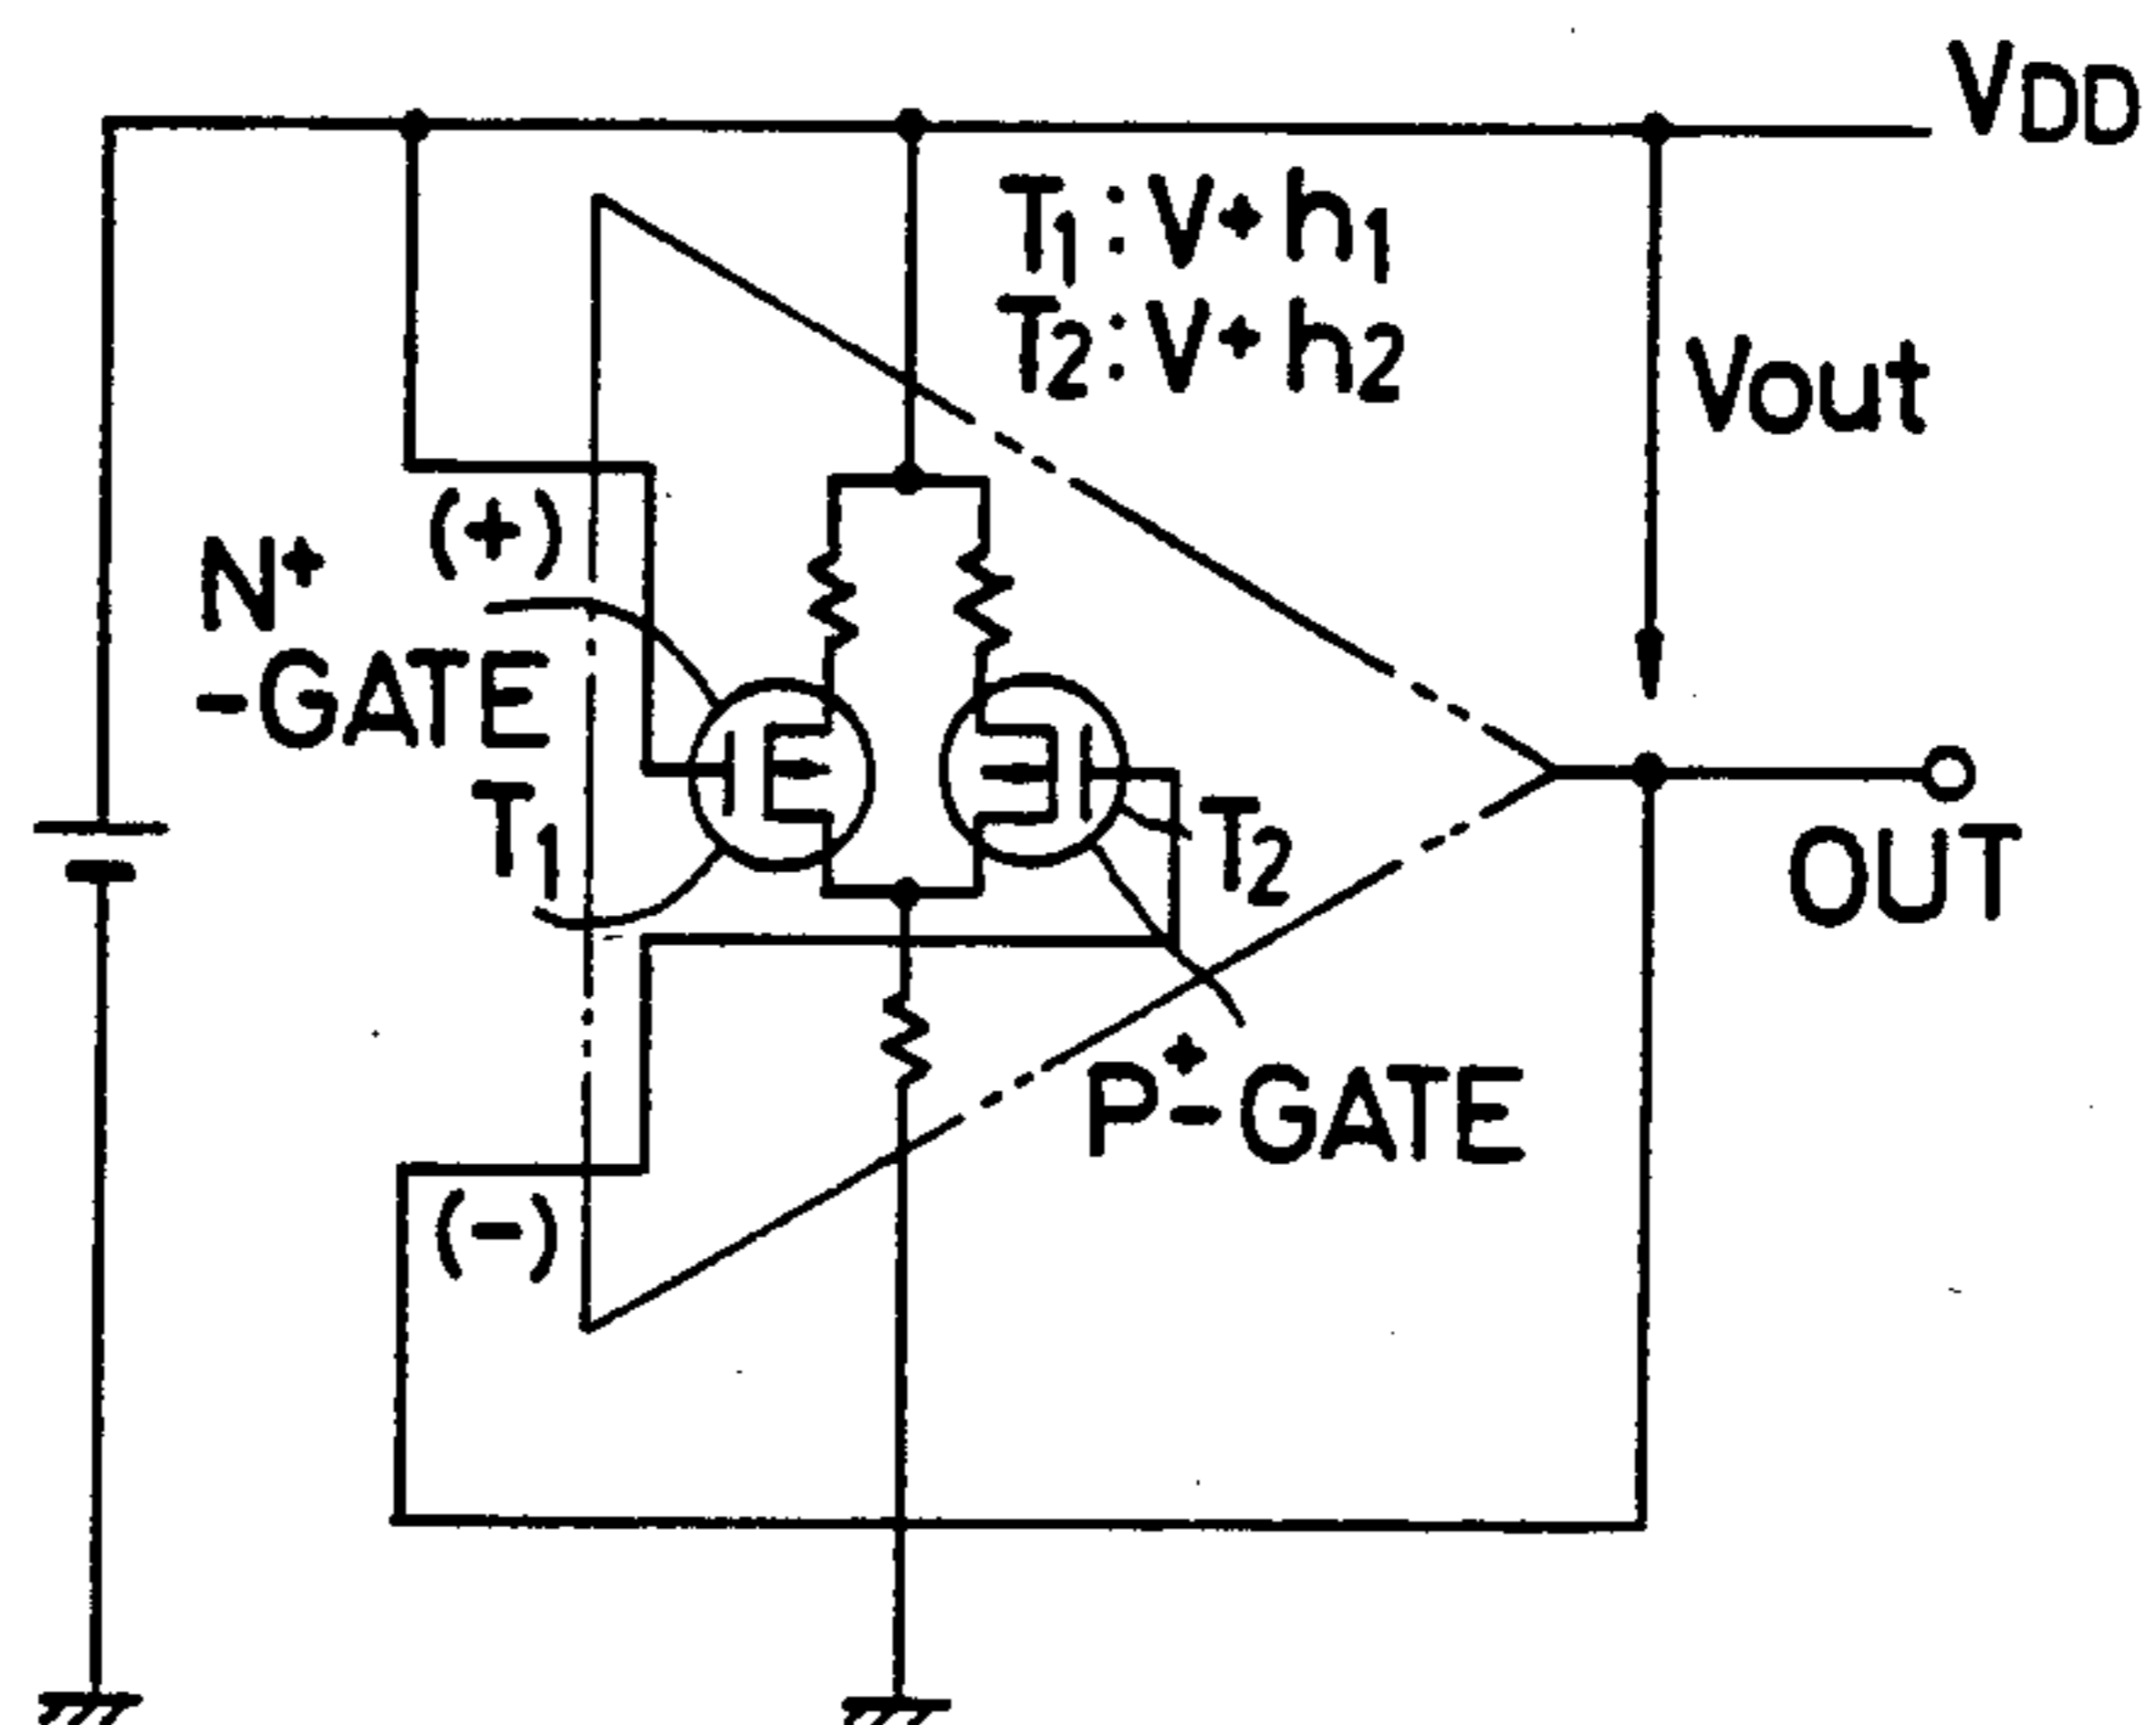 VDD
T1 : V+h1
T2 : V+h2
Vout
(+)
N+
-GATE
T1
T2
OUT
P+-GATE
(-)